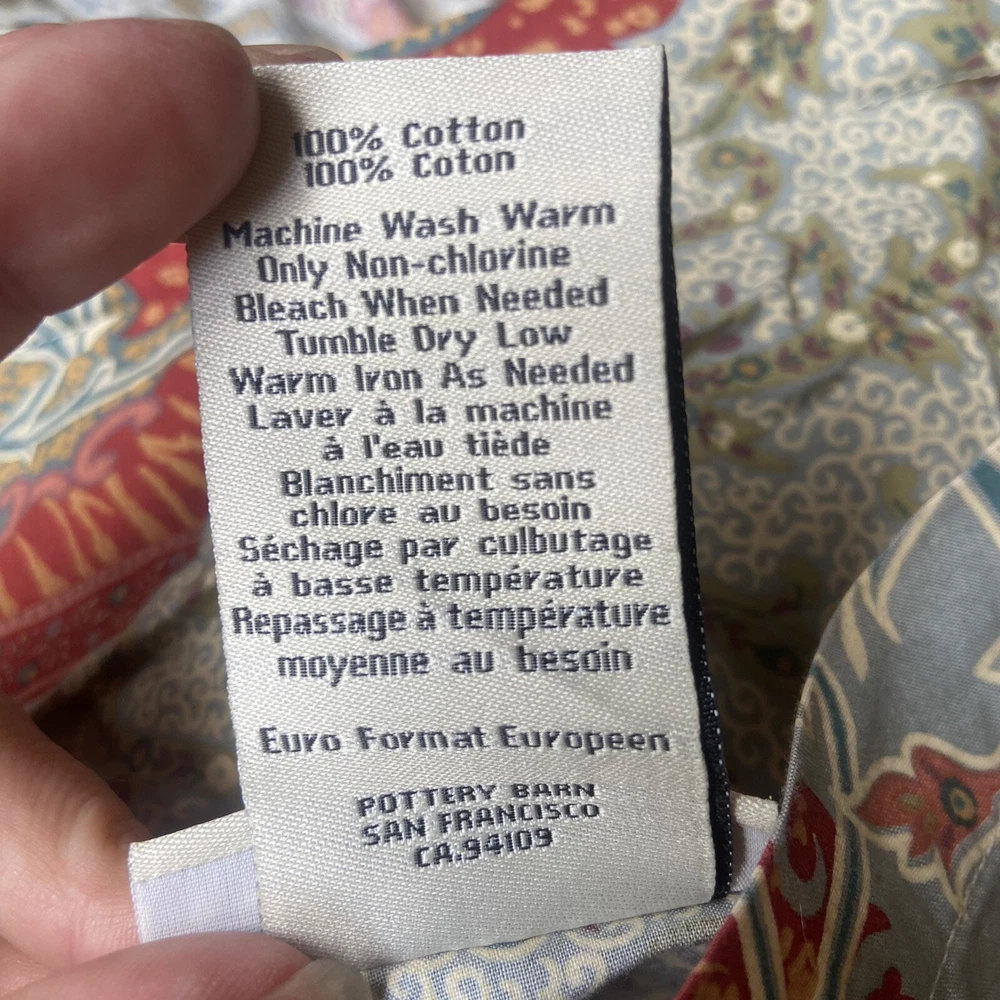 100% Cotton
100% Coton
Machine Wash Warm
Only Non-chlorine
Bleach When Needed
Tumble Dry Low
Warm Iron As Needed
Laver à la machine
à l'eau tiède
Blanchiment sans
chlore au besoin
Séchage par culbutage
à basse température
Repassage à température
moyenne au besoin
Euro Format Europeen
POTTERY BARN
SAN FRANCISCO
CA.94109